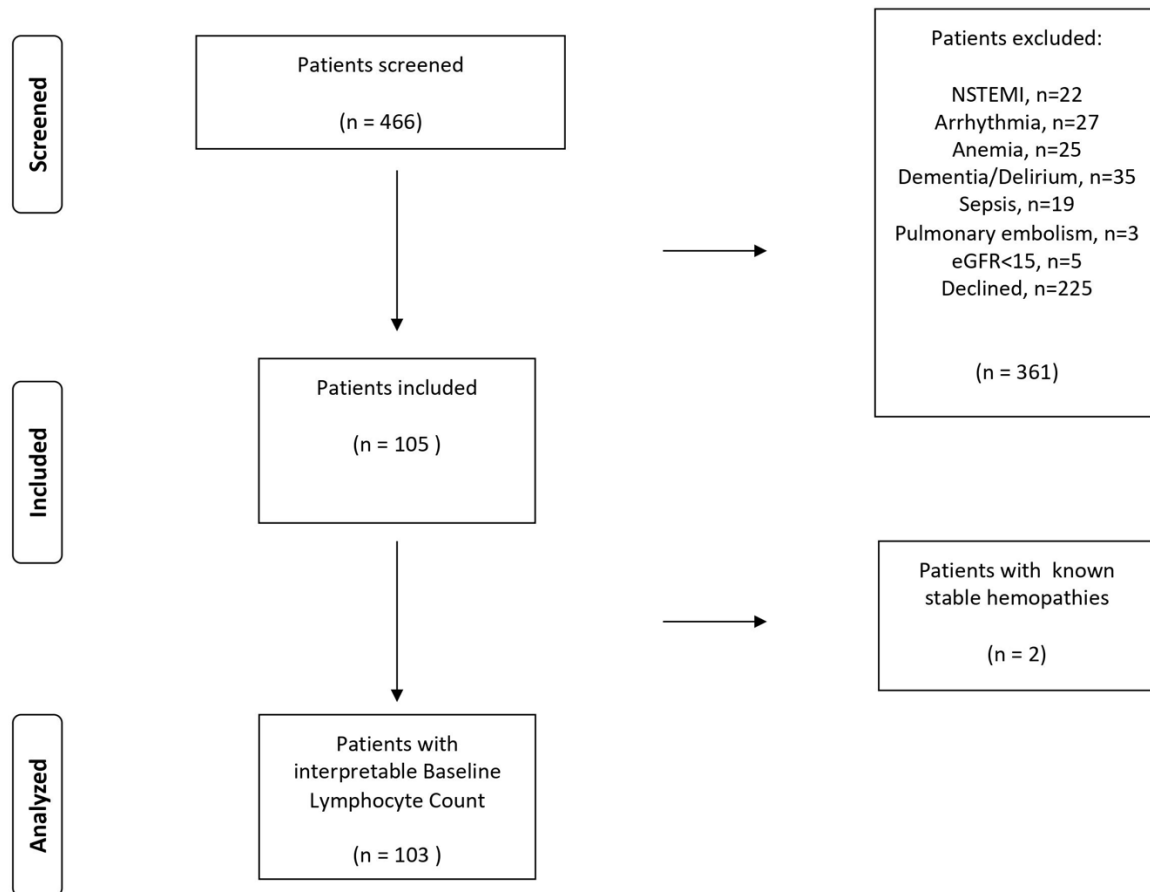 Screened
Patients screened
(n = 466)
Patients excluded:
NSTEMI, n=22
Arrhythmia, n=27
Anemia, n=25
Dementia/Delirium, n=35
Sepsis, n=19
Pulmonary embolism, n=3
eGFR<15, n=5
Declined, n=225
(n = 361)
Included
Patients included
(n = 105 )
Patients with known
stable hemopathies
(n = 2)
Analyzed
Patients with
interpretable Baseline
Lymphocyte Count
(n = 103 )